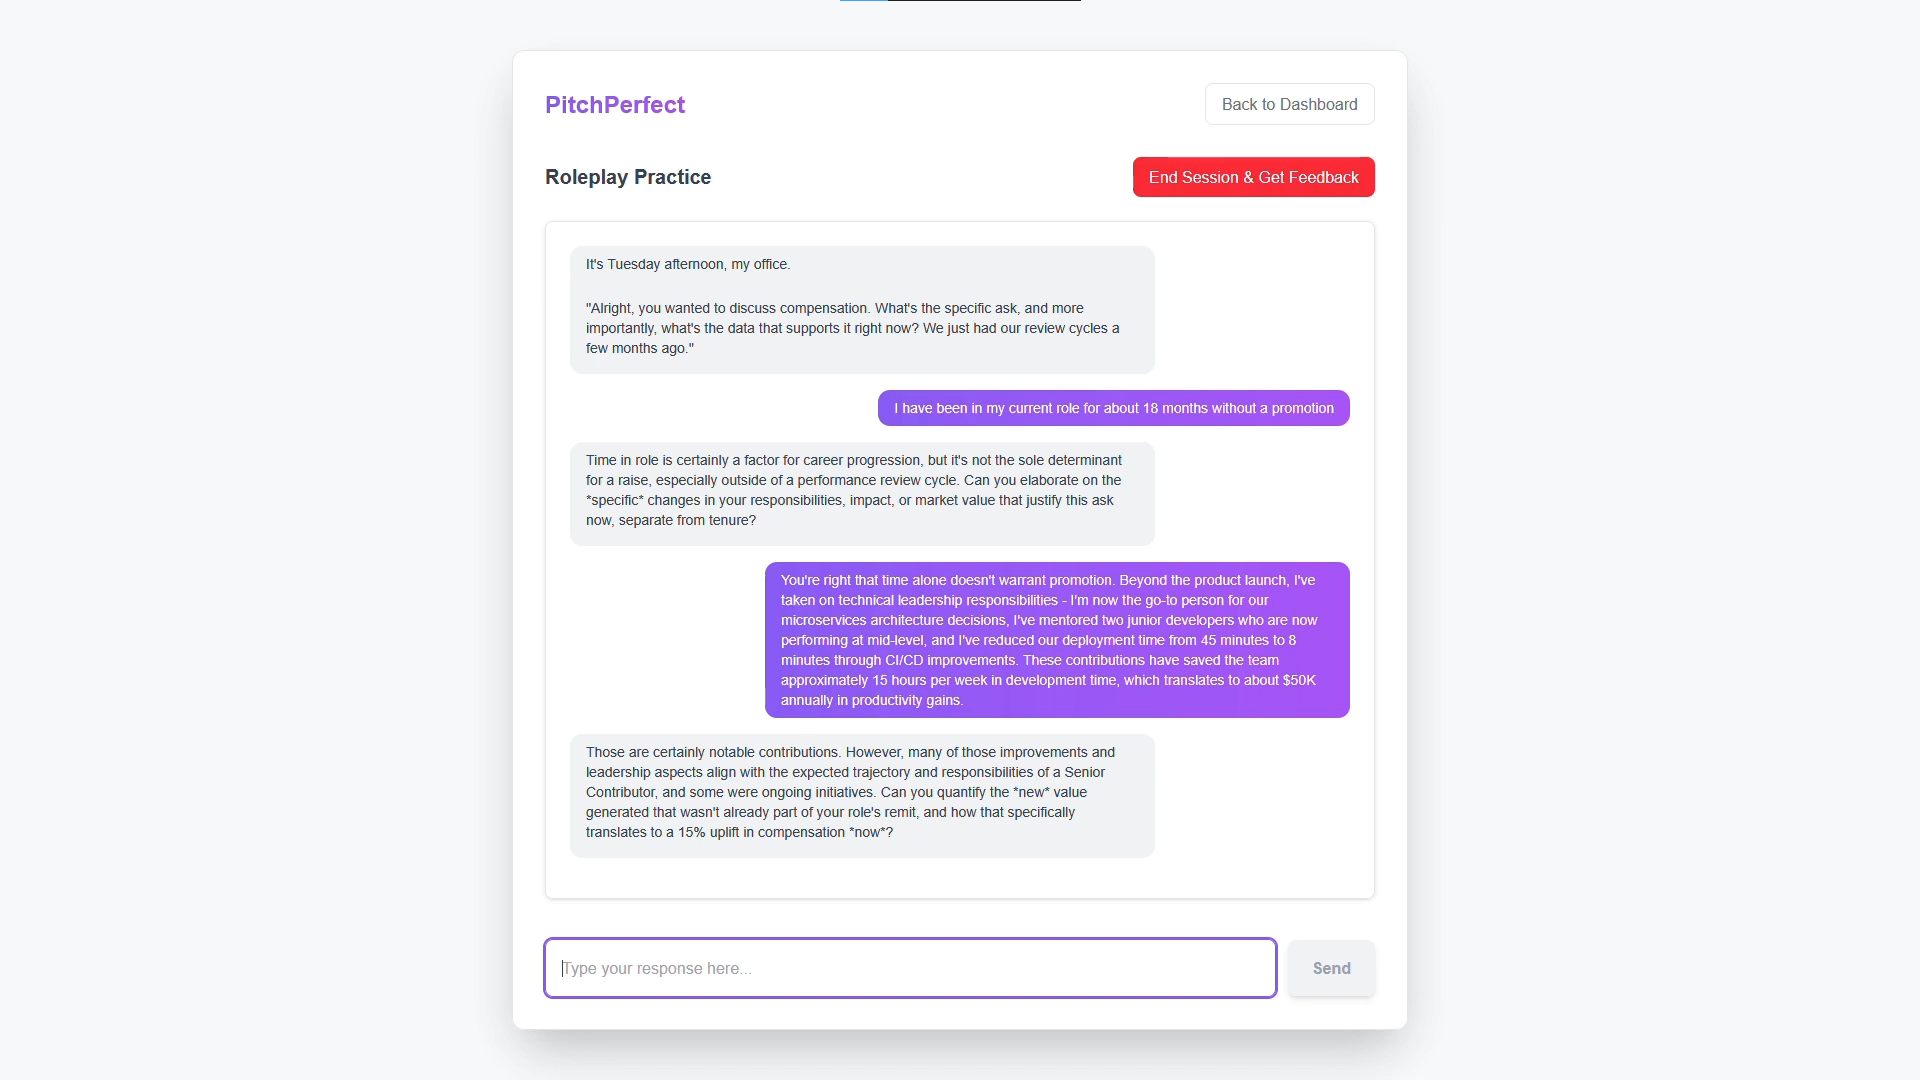 PitchPerfect
Back to Dashboard
Roleplay Practice
End Session & Get Feedback
It's Tuesday afternoon, my office.
"Alright, you wanted to discuss compensation. What's the specific ask, and more
importantly, what's the data that supports it right now? We just had our review cycles a
few months ago."
I have been in my current role for about 18 months without a promotion
Time in role is certainly a factor for career progression, but it's not the sole determinant
for a raise, especially outside of a performance review cycle. Can you elaborate on the
*specific* changes in your responsibilities, impact, or market value that justify this ask
now, separate from tenure?
You're right that time alone doesn't warrant promotion. Beyond the product launch, I've
taken on technical leadership responsibilities - I'm now the go-to person for our
microservices architecture decisions, I've mentored two junior developers who are now
performing at mid-level, and I've reduced our deployment time from 45 minutes to 8
minutes through CI/CD improvements. These contributions have saved the team
approximately 15 hours per week in development time, which translates to about $50K
annually in productivity gains.
Those are certainly notable contributions. However, many of those improvements and
leadership aspects align with the expected trajectory and responsibilities of a Senior
Contributor, and some were ongoing initiatives. Can you quantify the *new* value
generated that wasn't already part of your role's remit, and how that specifically
translates to a 15% uplift in compensation *now*?
Type your response here...
Send